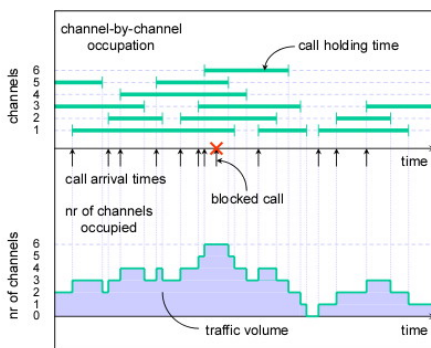 channel-by-channel
occupation
call holding time
channels
6
5
4
3
2
1
time
call arrival times
blocked call
nr of channels
occupied
nr of channels
6
5
4
3
2
1
0
traffic volume
time